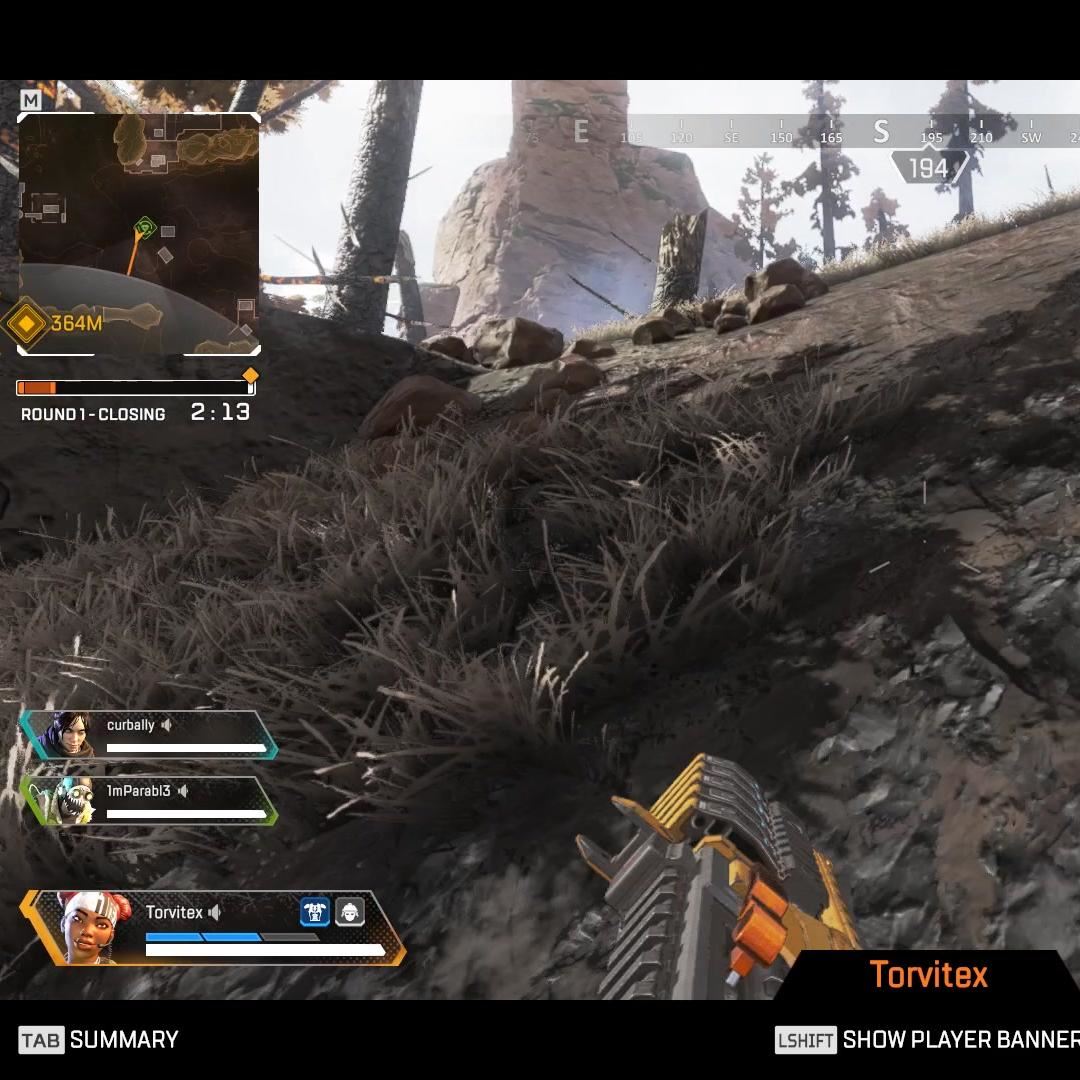 M
75 E 105 120 SE 150 165 S 195 210 SW
194
364M
ROUND 1 - CLOSING 2:13
curbally
1mParabl3
Torvitex
Torvitex
TAB SUMMARY
LSHIFT SHOW PLAYER BANNER